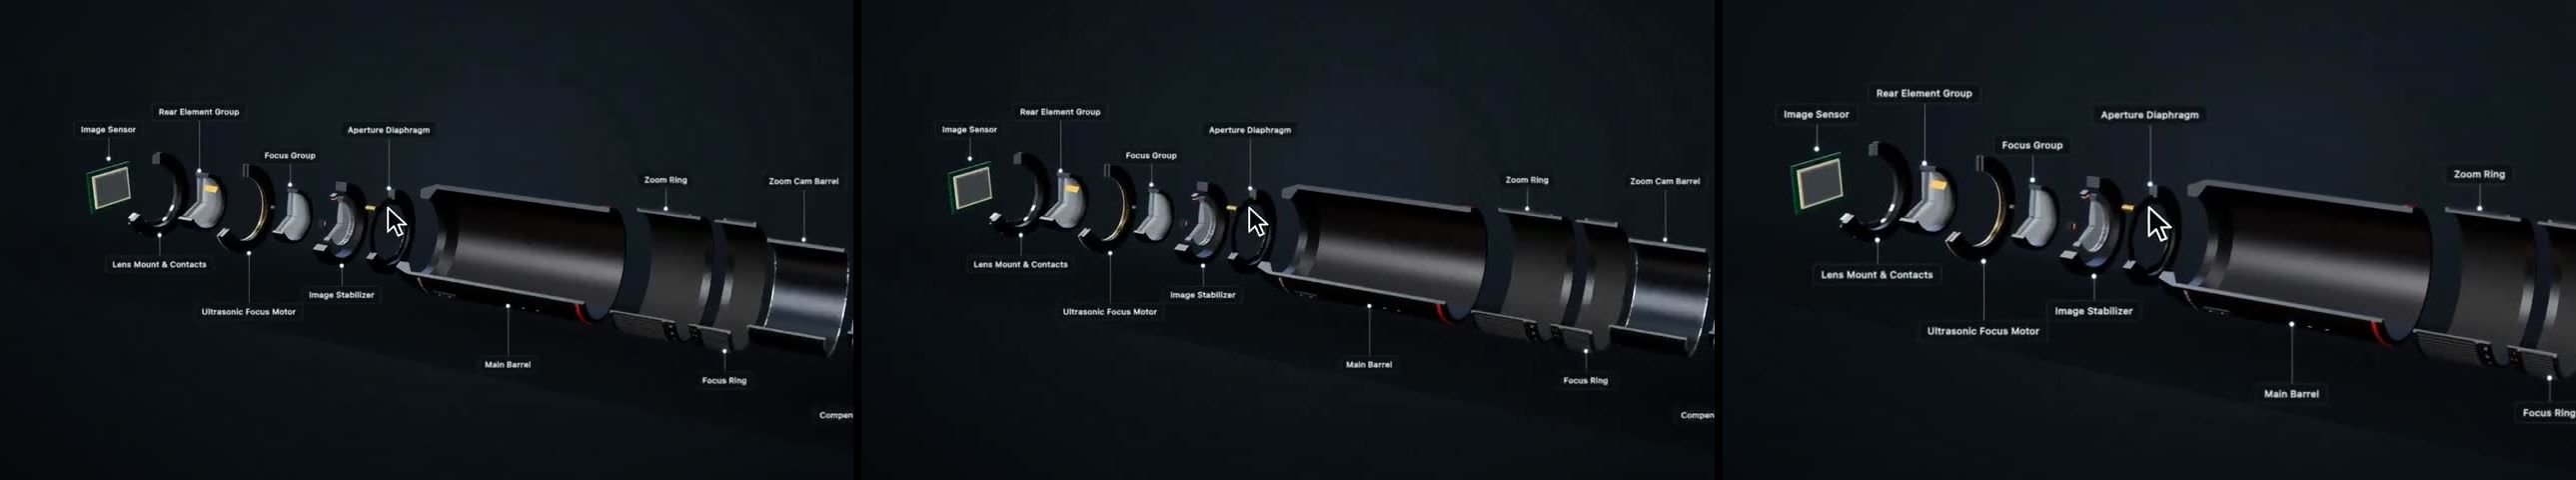 Rear Element Group
Image Sensor
Aperture Diaphragm
Focus Group
Zoom Ring
Zoom Cam Barrel
Lens Mount & Contacts
Image Stabilizer
Ultrasonic Focus Motor
Main Barrel
Focus Ring
Compen
Rear Element Group
Image Sensor
Aperture Diaphragm
Focus Group
Zoom Ring
Zoom Cam Barrel
Lens Mount & Contacts
Image Stabilizer
Ultrasonic Focus Motor
Main Barrel
Focus Ring
Compen
Rear Element Group
Image Sensor
Aperture Diaphragm
Focus Group
Zoom Ring
Lens Mount & Contacts
Image Stabilizer
Ultrasonic Focus Motor
Main Barrel
Focus Ring